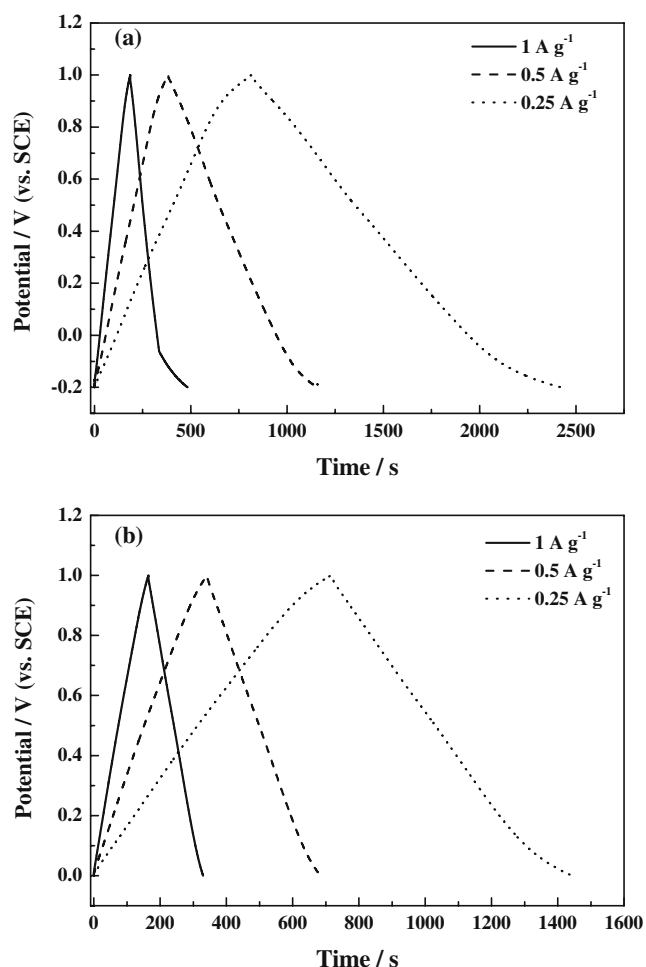 (a)
1 A g⁻¹
0.5 A g⁻¹
0.25 A g⁻¹
Potential / V (vs. SCE)
1.2
1.0
0.8
0.6
0.4
0.2
0.0
-0.2
0 500 1000 1500 2000 2500
Time / s
(b)
1 A g⁻¹
0.5 A g⁻¹
0.25 A g⁻¹
Potential / V (vs. SCE)
1.2
1.0
0.8
0.6
0.4
0.2
0.0
0 200 400 600 800 1000 1200 1400 1600
Time / s